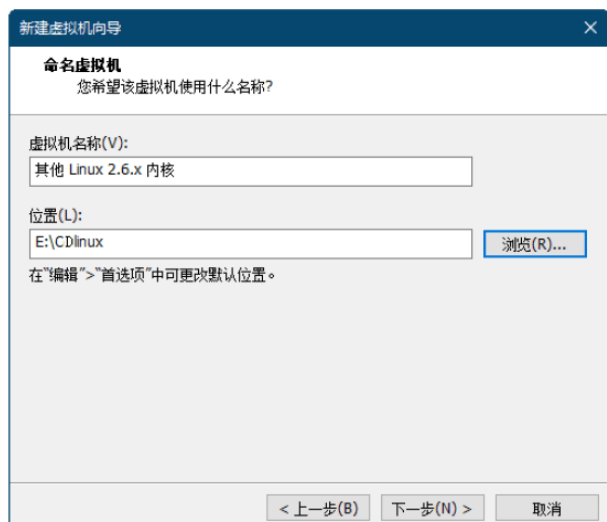 新建虚拟机向导
命名虚拟机
您希望该虚拟机使用什么名称?
虚拟机名称(V):
其他 Linux 2.6.x 内核
位置(L):
E:\CDlinux
浏览(R)...
在“编辑”>“首选项”中可更改默认位置。
< 上一步(B) 下一步(N) > 取消